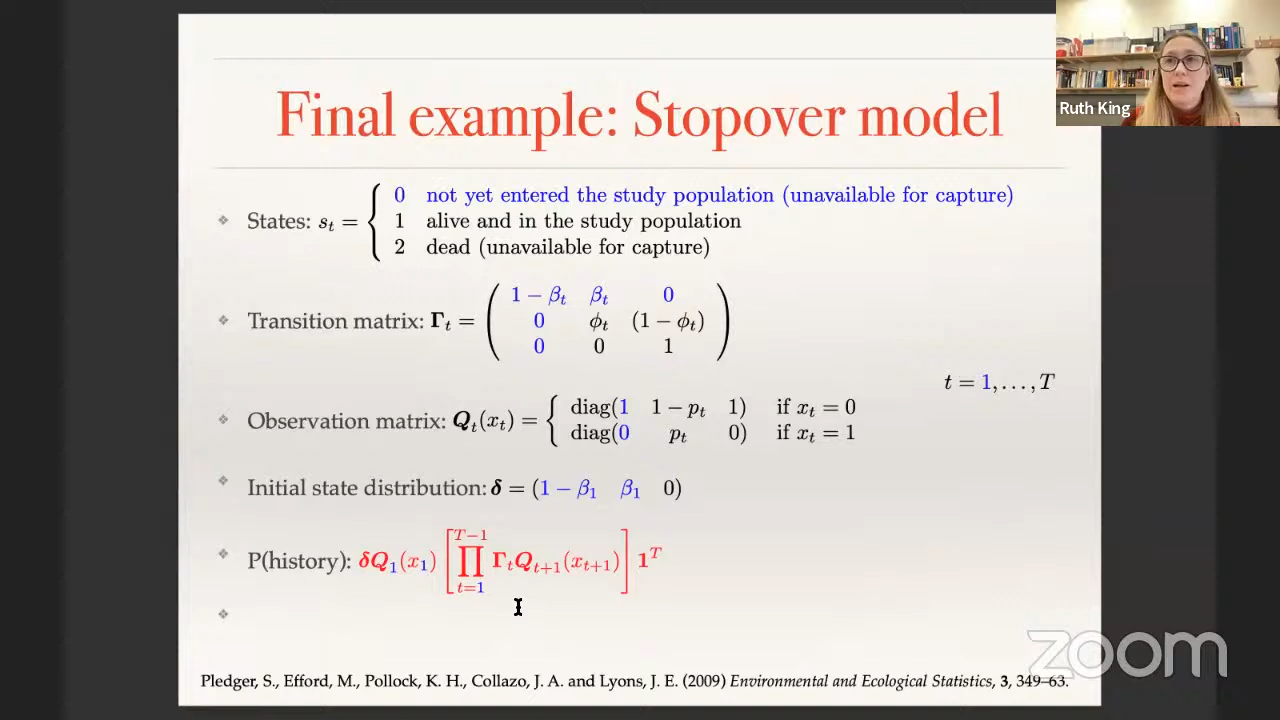 Final example: Stopover model
Ruth King
❖ States: s_t = { 0 not yet entered the study population (unavailable for capture)
1 alive and in the study population
2 dead (unavailable for capture)
❖ Transition matrix: Γ_t = ( 1 − β_t β_t 0
0 ϕ_t (1 − ϕ_t)
0 0 1 )
t = 1, . . . , T
❖ Observation matrix: Q_t(x_t) = { diag(1 1 − p_t 1) if x_t = 0
diag(0 p_t 0) if x_t = 1
❖ Initial state distribution: δ = (1 − β_1 β_1 0)
❖ P(history): δQ_1(x_1) [ ∏_{t=1}^{T−1} Γ_t Q_{t+1}(x_{t+1}) ] 1^T
❖
zoom
Pledger, S., Efford, M., Pollock, K. H., Collazo, J. A. and Lyons, J. E. (2009) Environmental and Ecological Statistics, 3, 349–63.